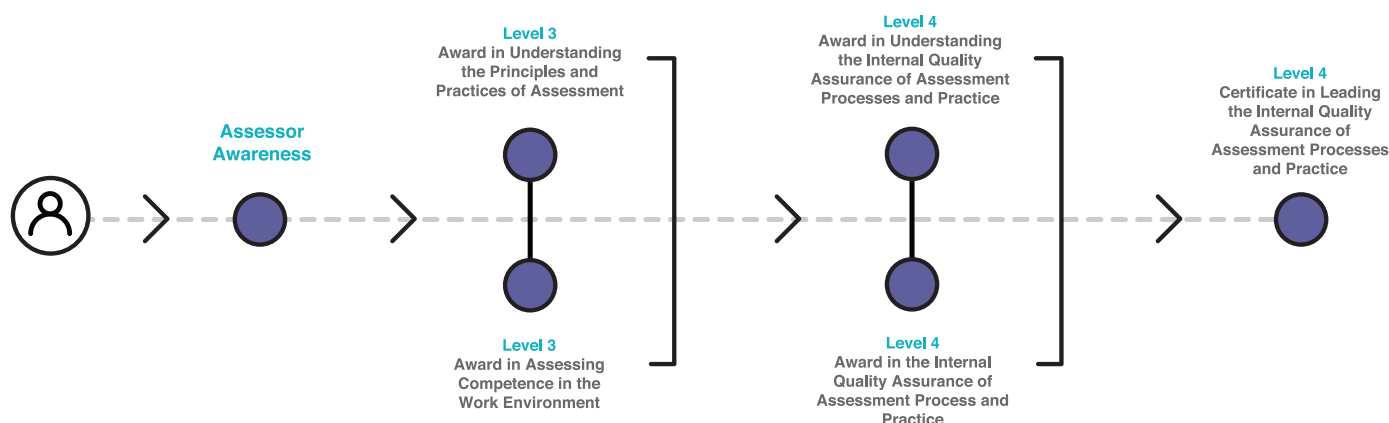 Assessor
Awareness
Level 3
Award in Understanding
the Principles and
Practices of Assessment
Level 3
Award in Assessing
Competence in the
Work Environment
Level 4
Award in Understanding
the Internal Quality
Assurance of Assessment
Processes and Practice
Level 4
Award in the Internal
Quality Assurance of
Assessment Process and
Practice
Level 4
Certificate in Leading
the Internal Quality
Assurance of
Assessment Processes
and Practice